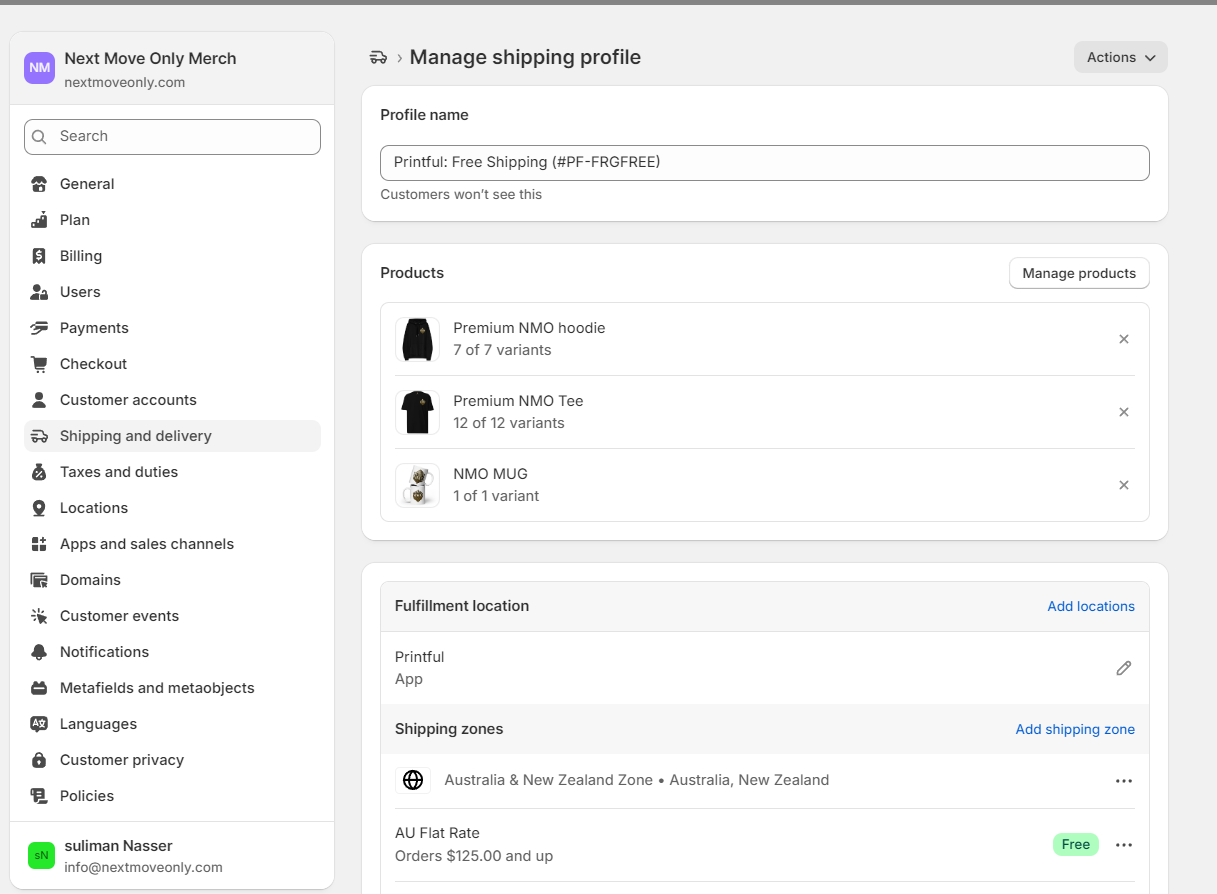 NM
Next Move Only Merch
nextmoveonly.com
Search
General
Plan
Billing
Users
Payments
Checkout
Customer accounts
Shipping and delivery
Taxes and duties
Locations
Apps and sales channels
Domains
Customer events
Notifications
Metafields and metaobjects
Languages
Customer privacy
Policies
sN
suliman Nasser
info@nextmoveonly.com
› Manage shipping profile
Actions
Profile name
Printful: Free Shipping (#PF-FRGFREE)
Customers won't see this
Products
Manage products
Premium NMO hoodie
7 of 7 variants
Premium NMO Tee
12 of 12 variants
NMO MUG
1 of 1 variant
Fulfillment location
Add locations
Printful
App
Shipping zones
Add shipping zone
Australia & New Zealand Zone • Australia, New Zealand
AU Flat Rate
Orders $125.00 and up
Free